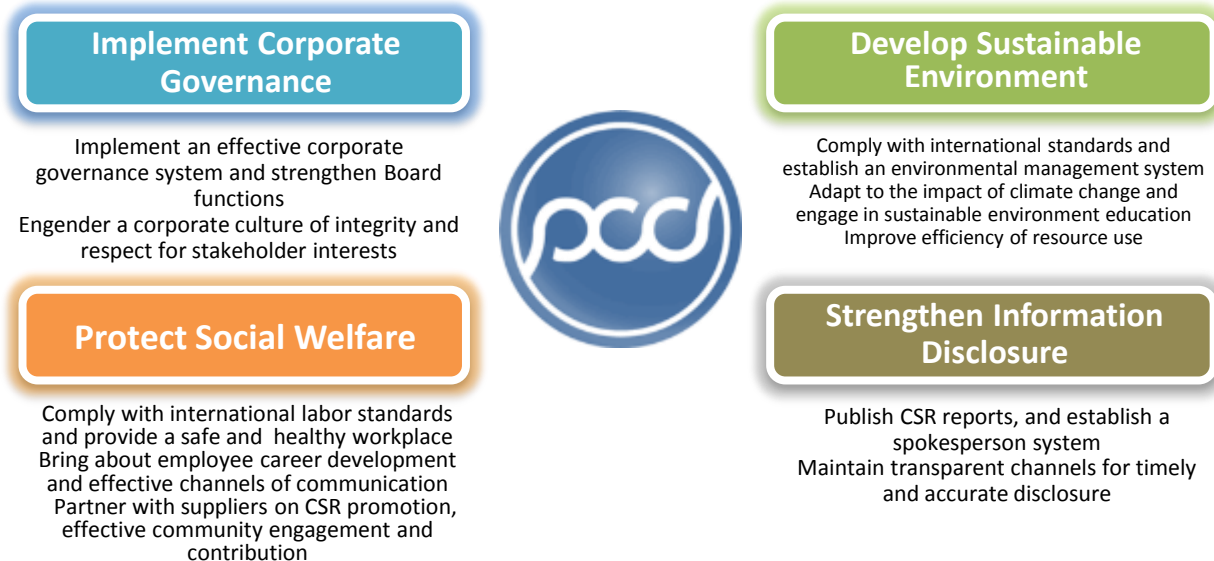 Implement Corporate
Governance
Implement an effective corporate
governance system and strengthen Board
functions
Engender a corporate culture of integrity and
respect for stakeholder interests
Protect Social Welfare
Comply with international labor standards
and provide a safe and healthy workplace
Bring about employee career development
and effective channels of communication
Partner with suppliers on CSR promotion,
effective community engagement and
contribution
pcc
Develop Sustainable
Environment
Comply with international standards and
establish an environmental management system
Adapt to the impact of climate change and
engage in sustainable environment education
Improve efficiency of resource use
Strengthen Information
Disclosure
Publish CSR reports, and establish a
spokesperson system
Maintain transparent channels for timely
and accurate disclosure